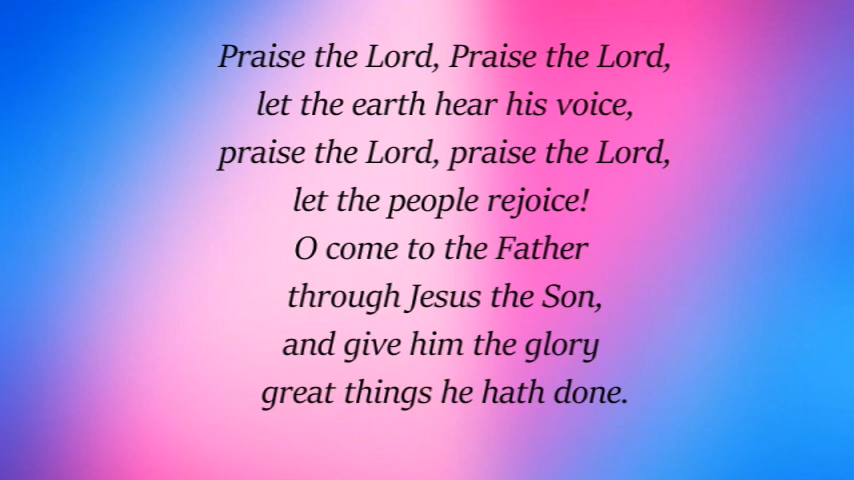 Praise the Lord, Praise the Lord,
let the earth hear his voice,
praise the Lord, praise the Lord,
let the people rejoice!
O come to the Father
through Jesus the Son,
and give him the glory
great things he hath done.